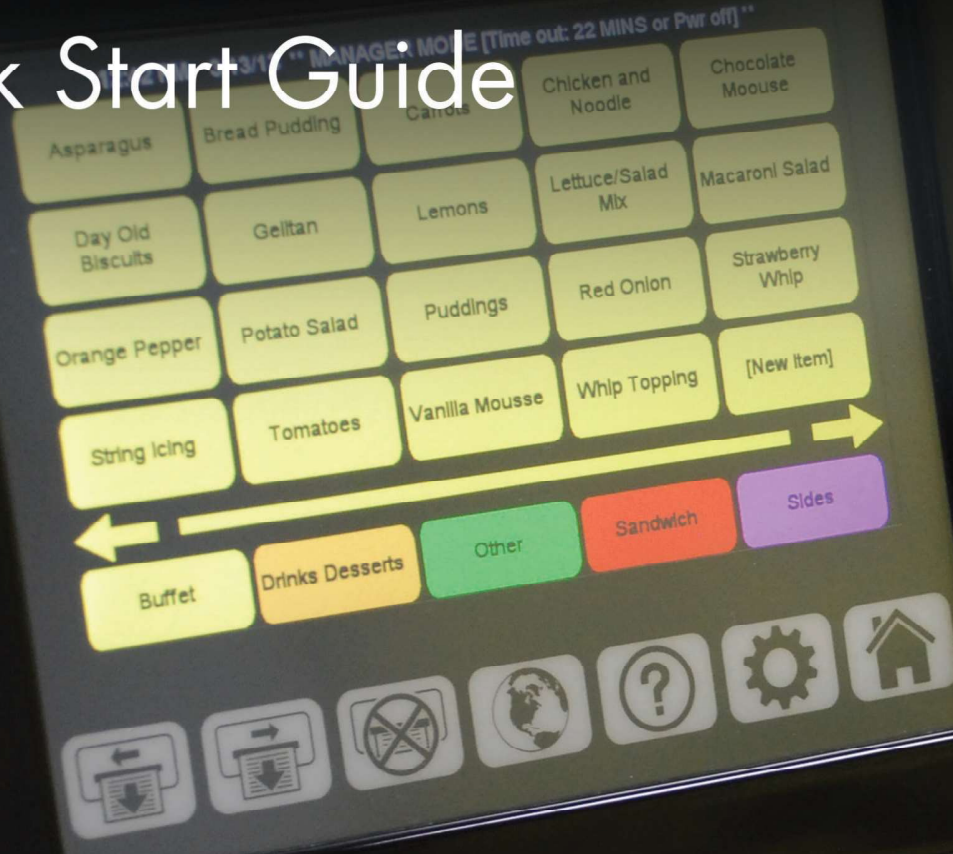 k Start Guide
3/1 ** MANAGER MODE [Time out: 22 MINS or Pwr off] **
Asparagus
Bread Pudding
Carrots
Chicken and
Noodle
Chocolate
Moouse
Day Old
Biscuits
Gelitan
Lemons
Lettuce/Salad
Mix
Macaroni Salad
Orange Pepper
Potato Salad
Puddings
Red Onion
Strawberry
Whip
String Icing
Tomatoes
Vanilla Mousse
Whip Topping
[New Item]
Buffet
Drinks Desserts
Other
Sandwich
Sides
?